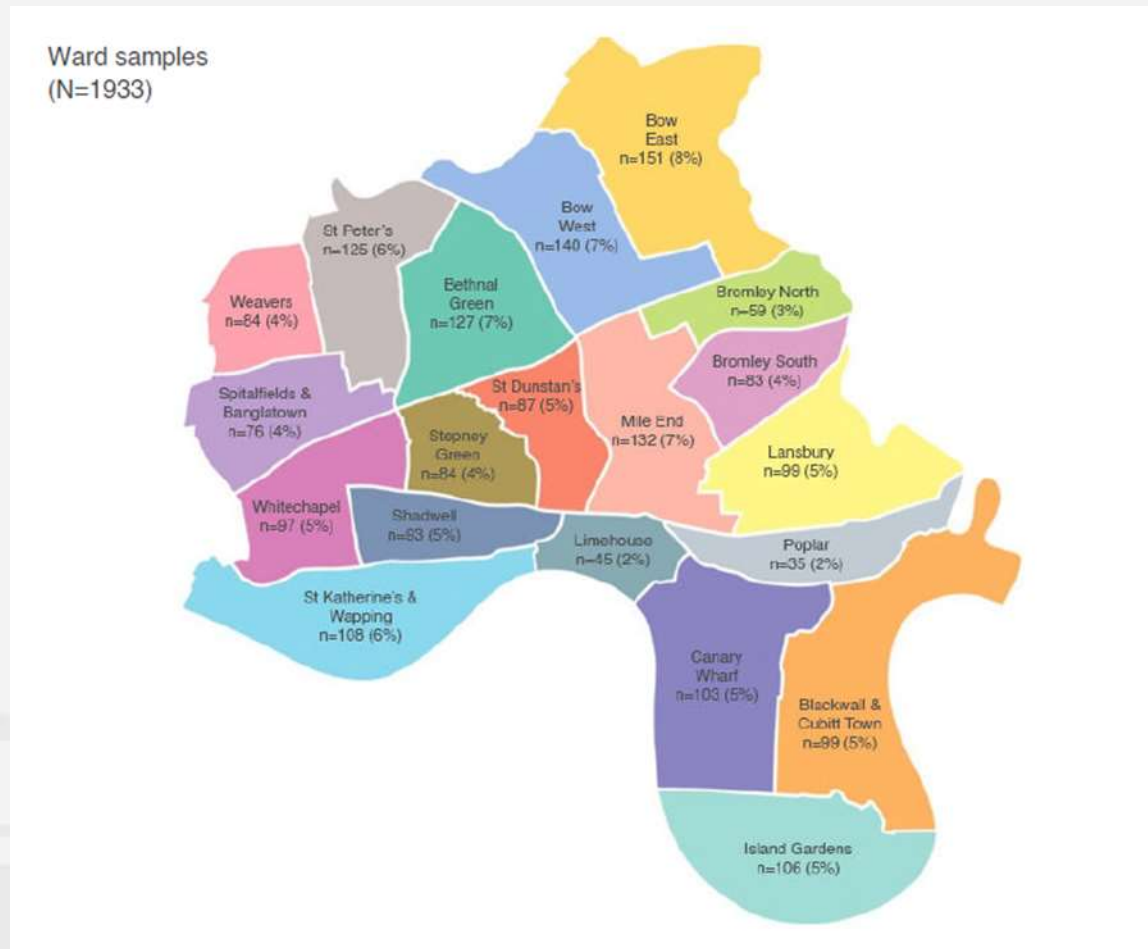 Ward samples
(N=1933)
Bow
East
n=151 (8%)
Bow
West
n=140 (7%)
St Peter's
n=125 (6%)
Bethnal
Green
n=127 (7%)
Weavers
n=84 (4%)
Bromley North
n=59 (3%)
Bromley South
n=83 (4%)
Spitalfields &
Banglatown
n=76 (4%)
St Dunstan's
n=87 (5%)
Mile End
n=132 (7%)
Stepney
Green
n=84 (4%)
Lansbury
n=99 (5%)
Whitechapel
n=97 (5%)
Shadwell
n=93 (5%)
Limehouse
n=45 (2%)
Poplar
n=35 (2%)
St Katherine's &
Wapping
n=108 (6%)
Canary
Wharf
n=103 (5%)
Blackwall &
Cubitt Town
n=99 (5%)
Island Gardens
n=106 (5%)